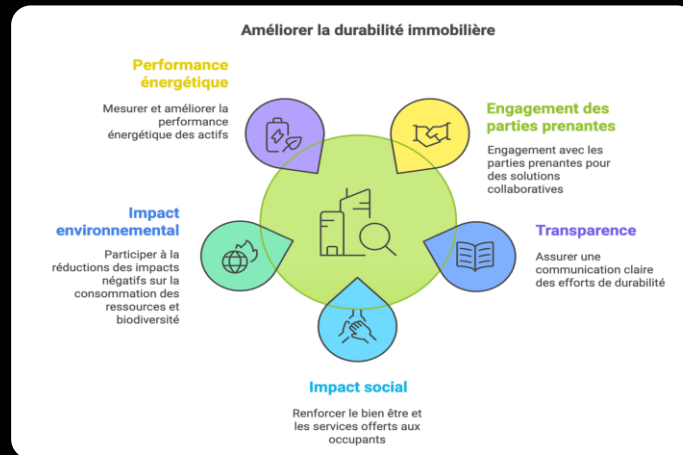 Améliorer la durabilité immobilière
Performance
énergétique
Mesurer et améliorer la
performance
énergétique des actifs
Engagement des
parties prenantes
Engagement avec les
parties prenantes pour
des solutions
collaboratives
Impact
environnemental
Participer à la
réductions des impacts
négatifs sur la
consommation des
ressources et
biodiversité
Transparence
Assurer une
communication claire
des efforts de durabilité
Impact social
Renforcer le bien être et
les services offerts aux
occupants